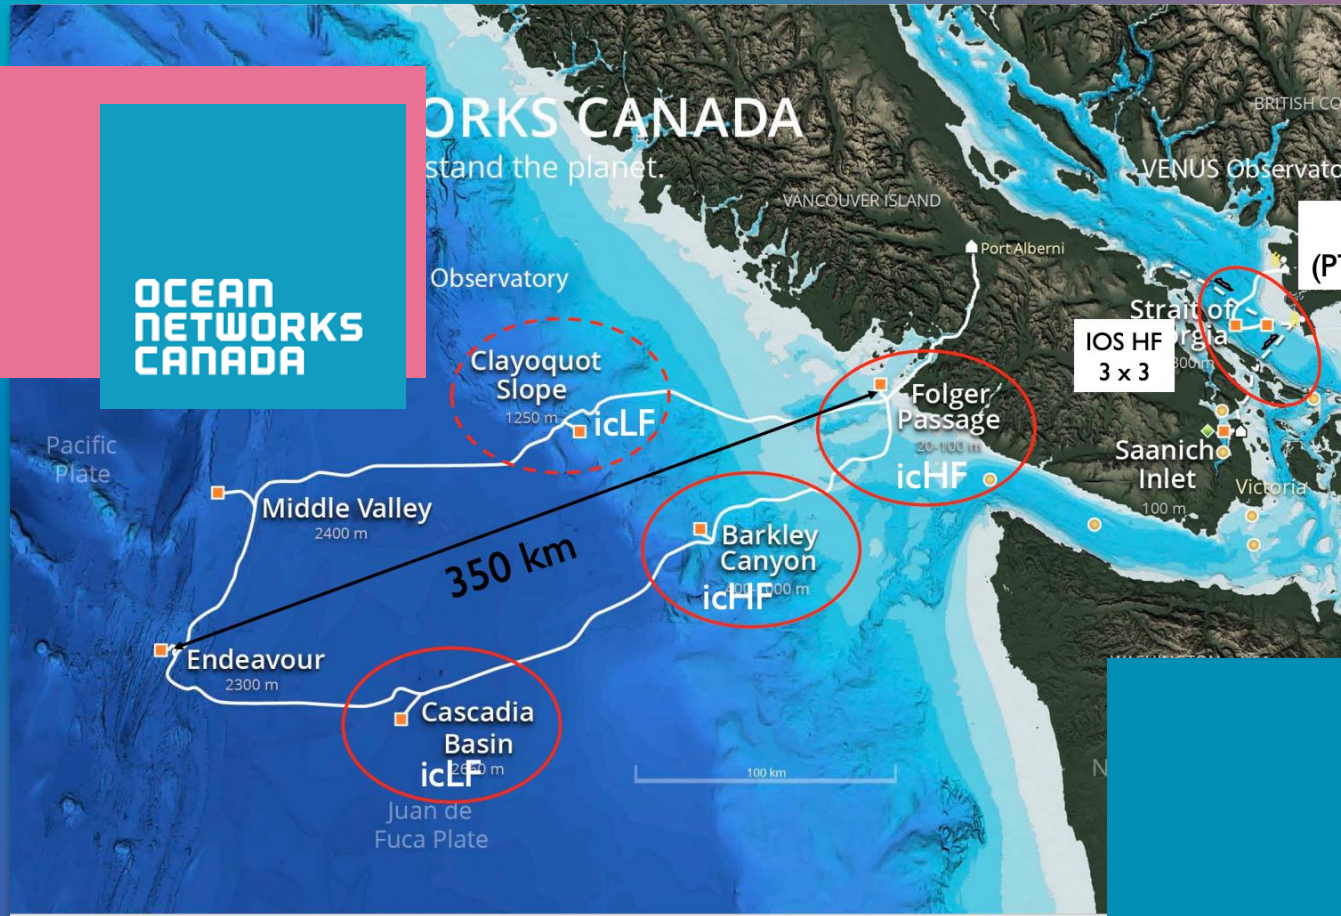 ORKS CANADA
stand the planet.
OCEAN
NETWORKS
CANADA
Observatory
BRITISH CO
VENUS Observato
VANCOUVER ISLAND
Port Alberni
(PT
Strait of
rgia
300 m
IOS HF
3 x 3
Clayoquot
Slope
1250 m
icLF
Folger
Passage
20-100 m
icHF
Saanich
Inlet
100 m
Victoria
Pacific
Plate
Middle Valley
2400 m
350 km
Barkley
Canyon
icHF
Endeavour
2300 m
Cascadia
Basin
icLF
Juan de
Fuca Plate
100 km
N